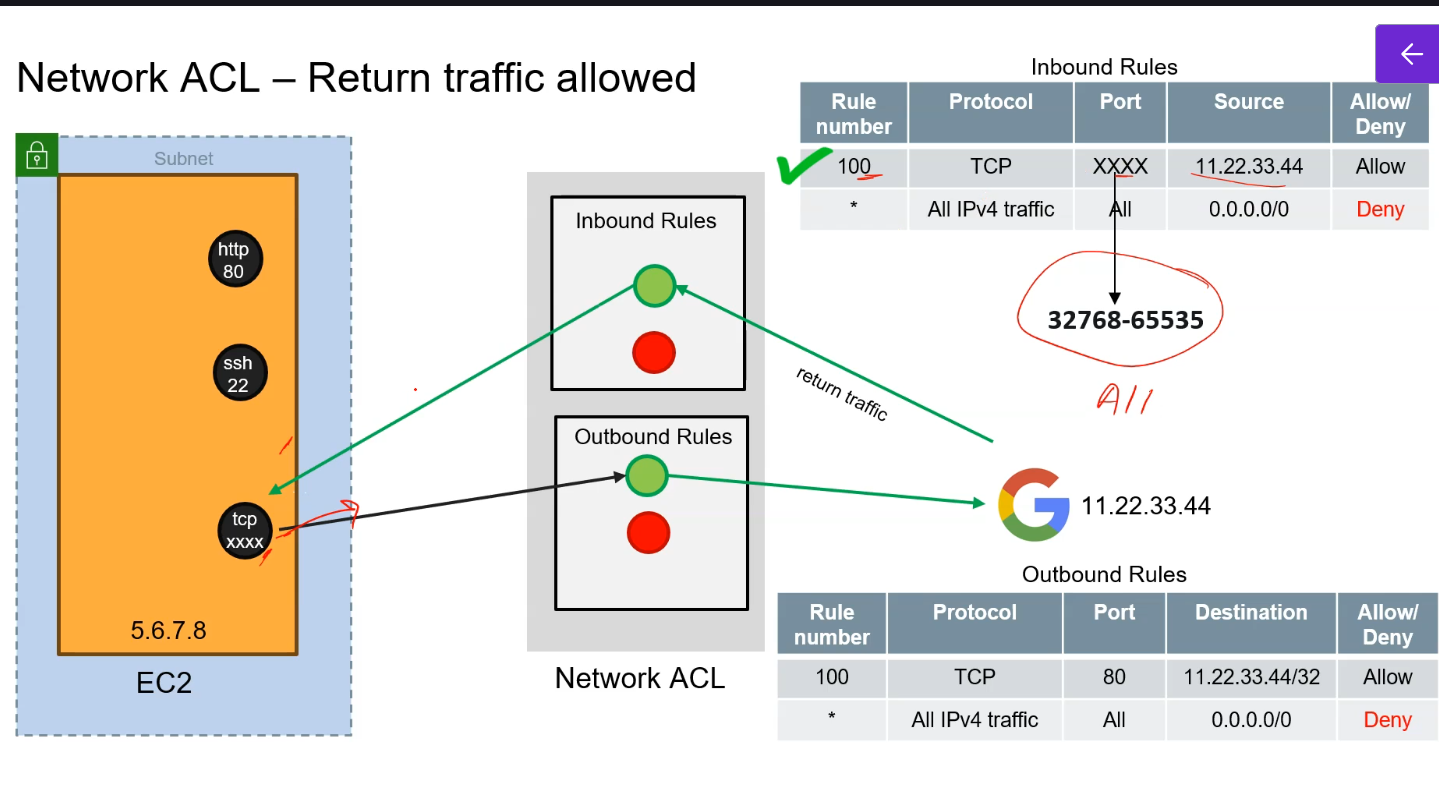 Network ACL – Return traffic allowed
Subnet
http
80
ssh
22
tcp
xxxx
5.6.7.8
EC2
Inbound Rules
Outbound Rules
Network ACL
return traffic
11.22.33.44
Inbound Rules
Rule number Protocol Port Source Allow/ Deny
100 TCP XXXX 11.22.33.44 Allow
* All IPv4 traffic All 0.0.0.0/0 Deny
32768-65535
All
Outbound Rules
Rule number Protocol Port Destination Allow/ Deny
100 TCP 80 11.22.33.44/32 Allow
* All IPv4 traffic All 0.0.0.0/0 Deny